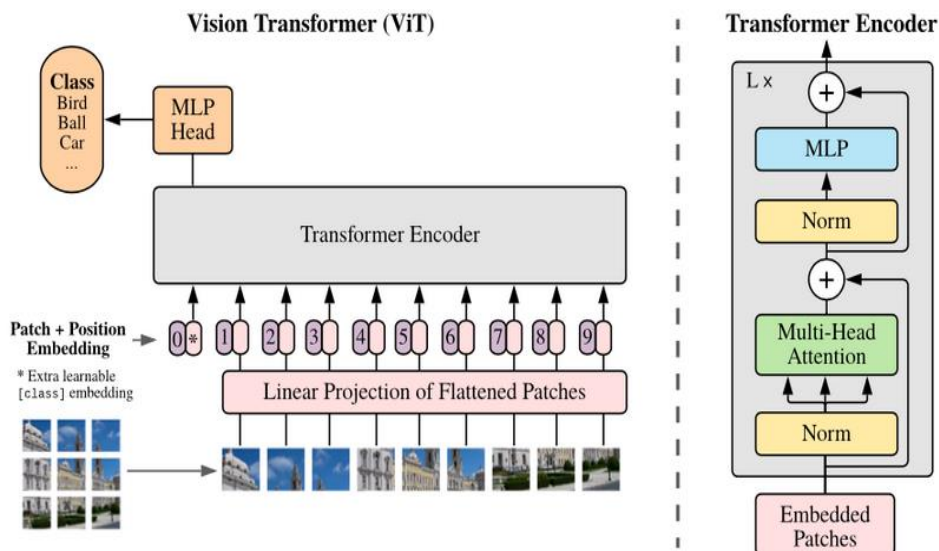 Vision Transformer (ViT)
Class
Bird
Ball
Car
...
MLP
Head
Transformer Encoder
Patch + Position
Embedding
0 * 1 2 3 4 5 6 7 8 9
* Extra learnable
[class] embedding
Linear Projection of Flattened Patches
Transformer Encoder
L ×
+
MLP
Norm
+
Multi-Head
Attention
Norm
Embedded
Patches